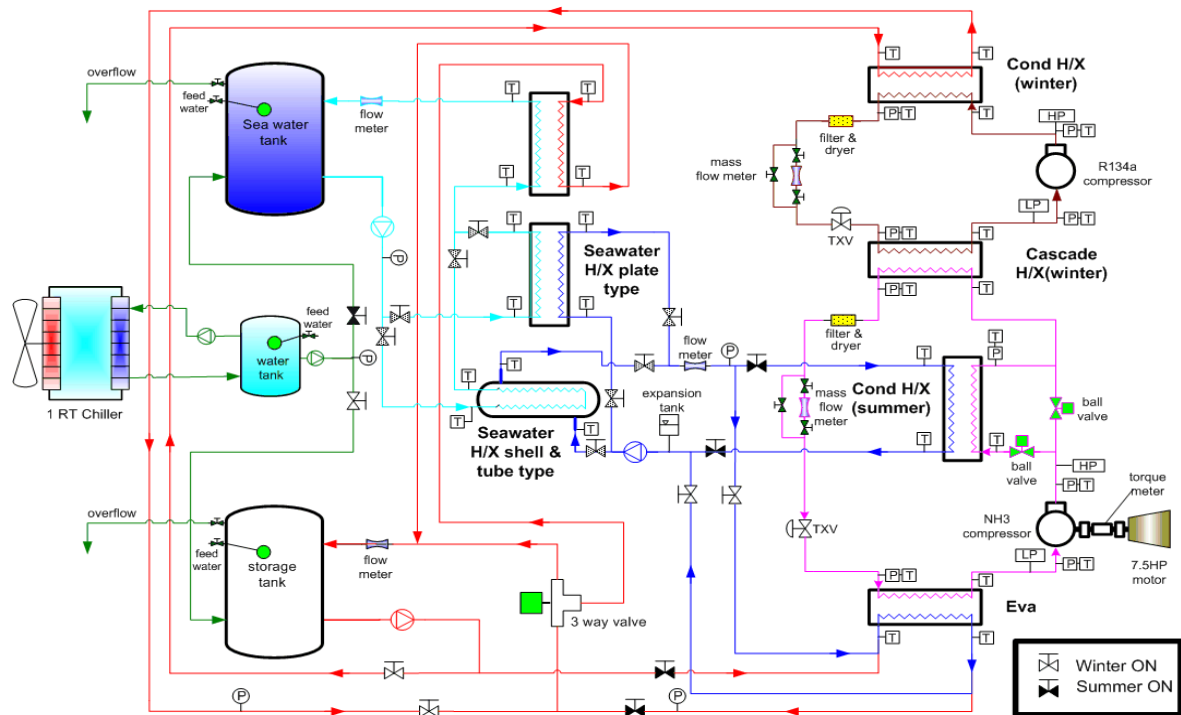 overflow
feed
water
Sea water
tank
flow
meter
T
T
T
T
T
T
T
T
P
Seawater
H/X plate
type
1 RT Chiller
feed
water
water
tank
P
T
T
T
T
Seawater
H/X shell &
tube type
expansion
tank
flow
meter
P
overflow
feed
water
storage
tank
flow
meter
3 way valve
P
P
T
T
Cond H/X
(winter)
P T
filter &
dryer
mass
flow meter
HP
P T
R134a
compressor
LP
P T
TXV
P T
T
Cascade
H/X(winter)
P T
T
filter &
dryer
mass
flow
meter
Cond H/X
(summer)
T
T
T
P
T
ball
valve
ball
valve
HP
P T
torque
meter
NH3
compressor
7.5HP
motor
LP
P T
TXV
P T
T
Eva
T
T
Winter ON
Summer ON